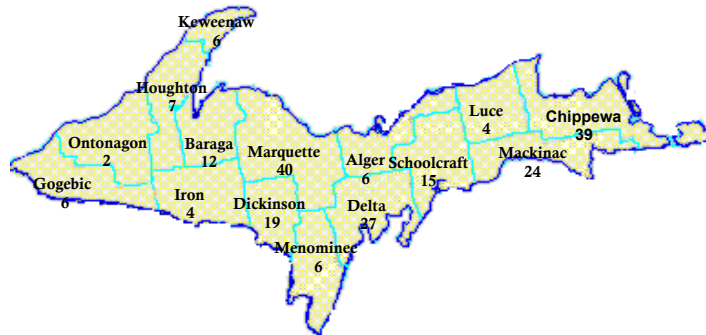 Keweenaw
6
Houghton
7
Ontonagon
2
Gogebic
6
Baraga
12
Iron
4
Marquette
40
Dickinson
19
Menominee
6
Alger
6
Delta
27
Schoolcraft
15
Luce
4
Chippewa
39
Mackinac
24